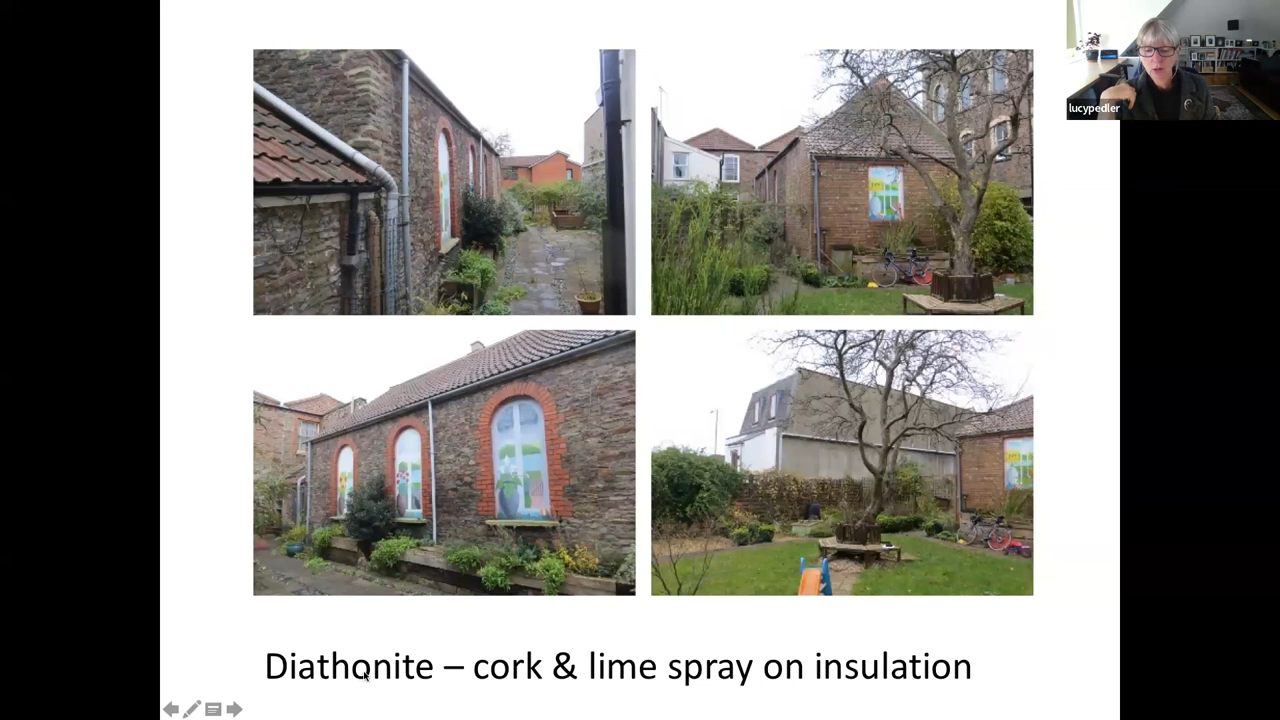 lucypedler
Diathonite – cork & lime spray on insulation